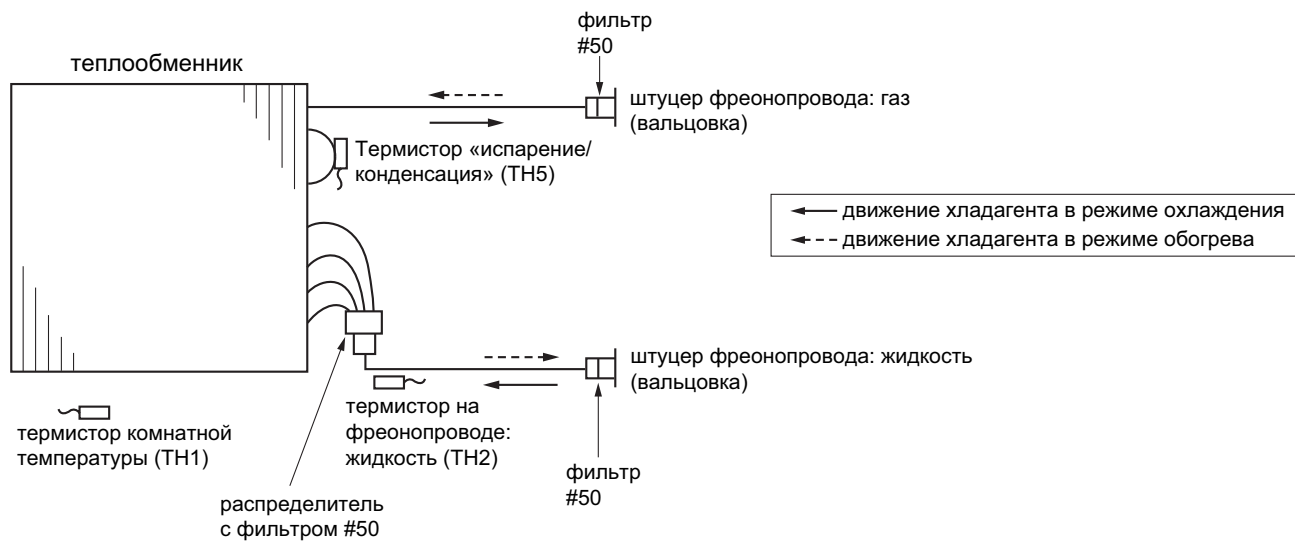 фильтр
#50
теплообменник
штуцер фреонопровода: газ
(вальцовка)
Термистор «испарение/
конденсация» (TH5)
движение хладагента в режиме охлаждения
движение хладагента в режиме обогрева
штуцер фреонопровода: жидкость
(вальцовка)
термистор на
фреонопроводе:
жидкость (TH2)
термистор комнатной
температуры (TH1)
фильтр
#50
распределитель
с фильтром #50